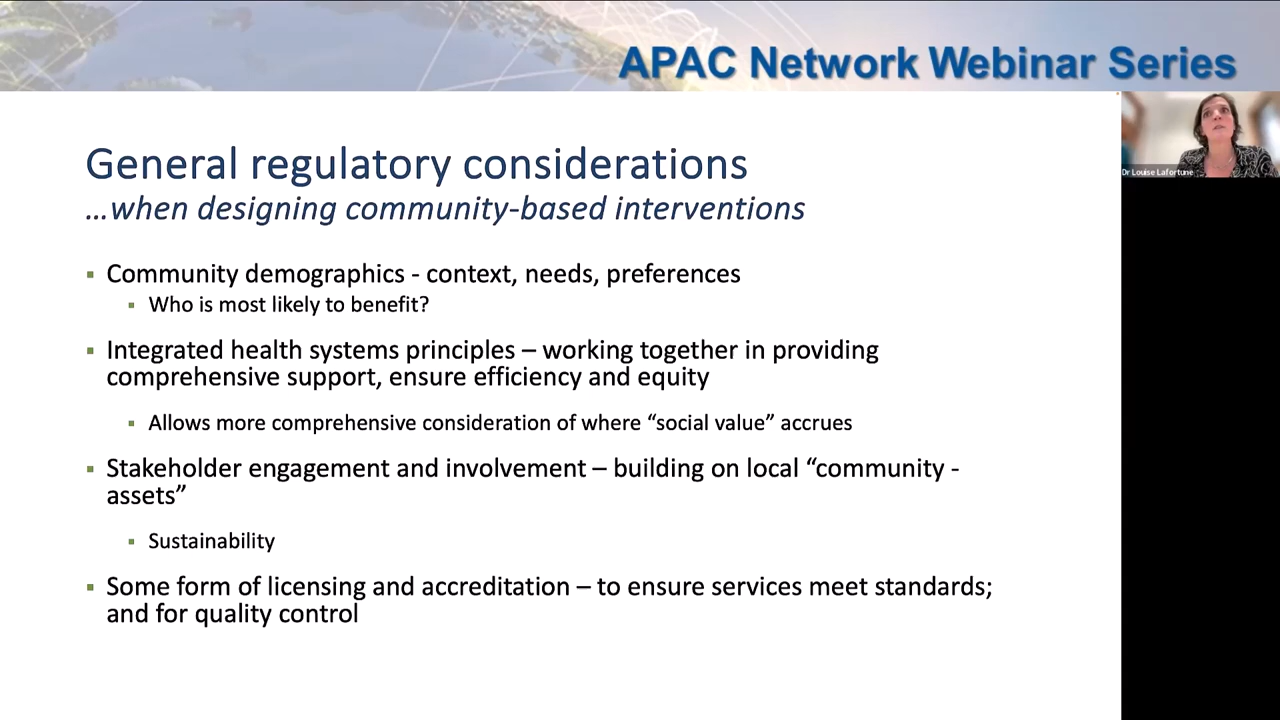 APAC Network Webinar Series
Dr Louise Lafortune
General regulatory considerations
...when designing community-based interventions
▪ Community demographics - context, needs, preferences
▪ Who is most likely to benefit?
▪ Integrated health systems principles – working together in providing
comprehensive support, ensure efficiency and equity
▪ Allows more comprehensive consideration of where “social value” accrues
▪ Stakeholder engagement and involvement – building on local “community -
assets”
▪ Sustainability
▪ Some form of licensing and accreditation – to ensure services meet standards;
and for quality control